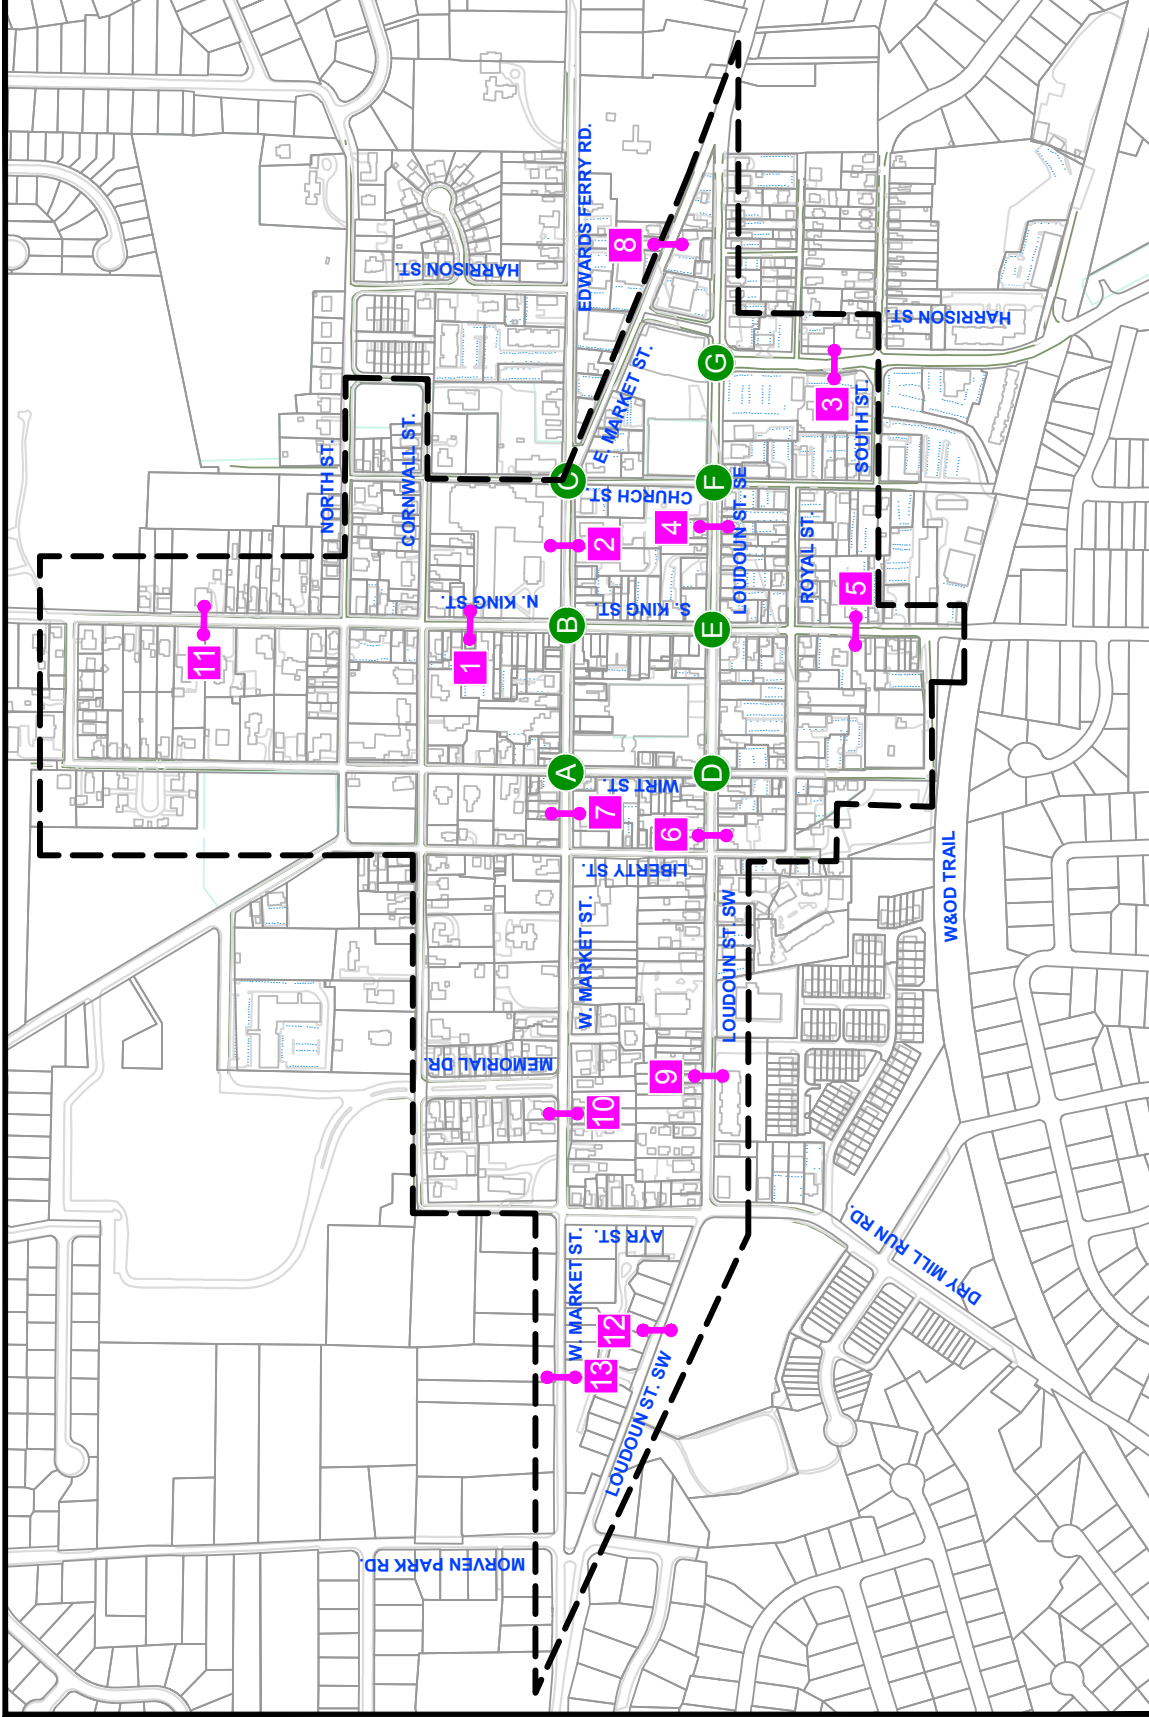 MORVEN PARK RD.
W. MARKET ST.
13
12
LOUDOUN ST. SW
AYR ST.
DRY MILL RUN RD.
10
MEMORIAL DR.
9
W. MARKET ST.
LOUDOUN ST. SW
LIBERTY ST.
W&OD TRAIL
7
6
A
WIRT ST.
D
11
1
N. KING ST.
B
S. KING ST.
E
5
NORTH ST.
CORNWALL ST.
2
4
CHURCH ST.
F
LOUDOUN ST. SE
ROYAL ST.
SOUTH ST.
E. MARKET ST.
3
G
HARRISON ST.
EDWARDS FERRY RD.
8
HARRISON ST.